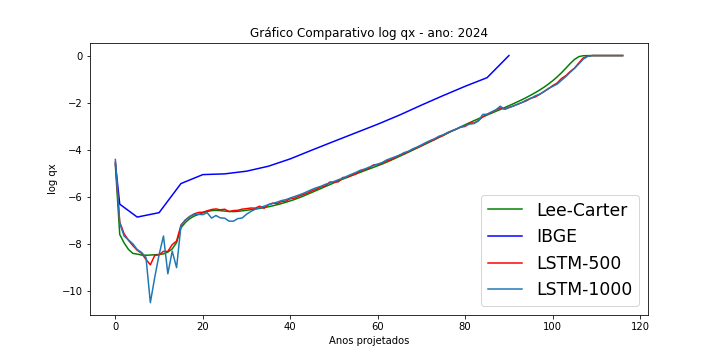 Gráfico Comparativo log qx - ano: 2024
log qx
0
−2
−4
−6
−8
−10
Lee-Carter
IBGE
LSTM-500
LSTM-1000
0 20 40 60 80 100 120
Anos projetados